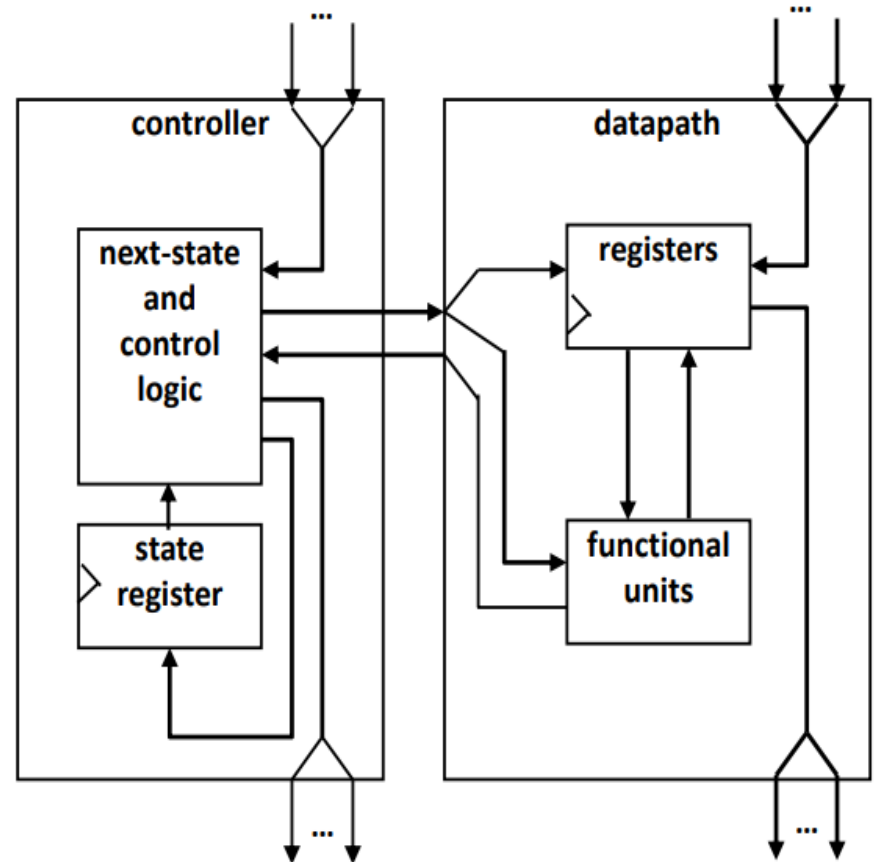 ...
...
controller
datapath
next-state
and
control
logic
registers
state
register
functional
units
...
...